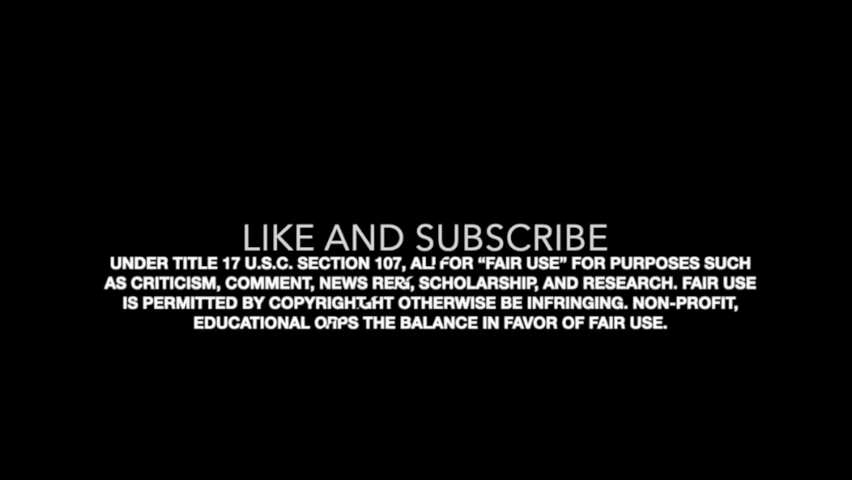 LIKE AND SUBSCRIBE
UNDER TITLE 17 U.S.C. SECTION 107, FOR “FAIR USE” FOR PURPOSES SUCH
AS CRITICISM, COMMENT, NEWS SCHOLARSHIP, AND RESEARCH. FAIR USE
IS PERMITTED BY OTHERWISE BE INFRINGING. NON-PROFIT,
EDUCATIONAL THE BALANCE IN FAVOR OF FAIR USE.